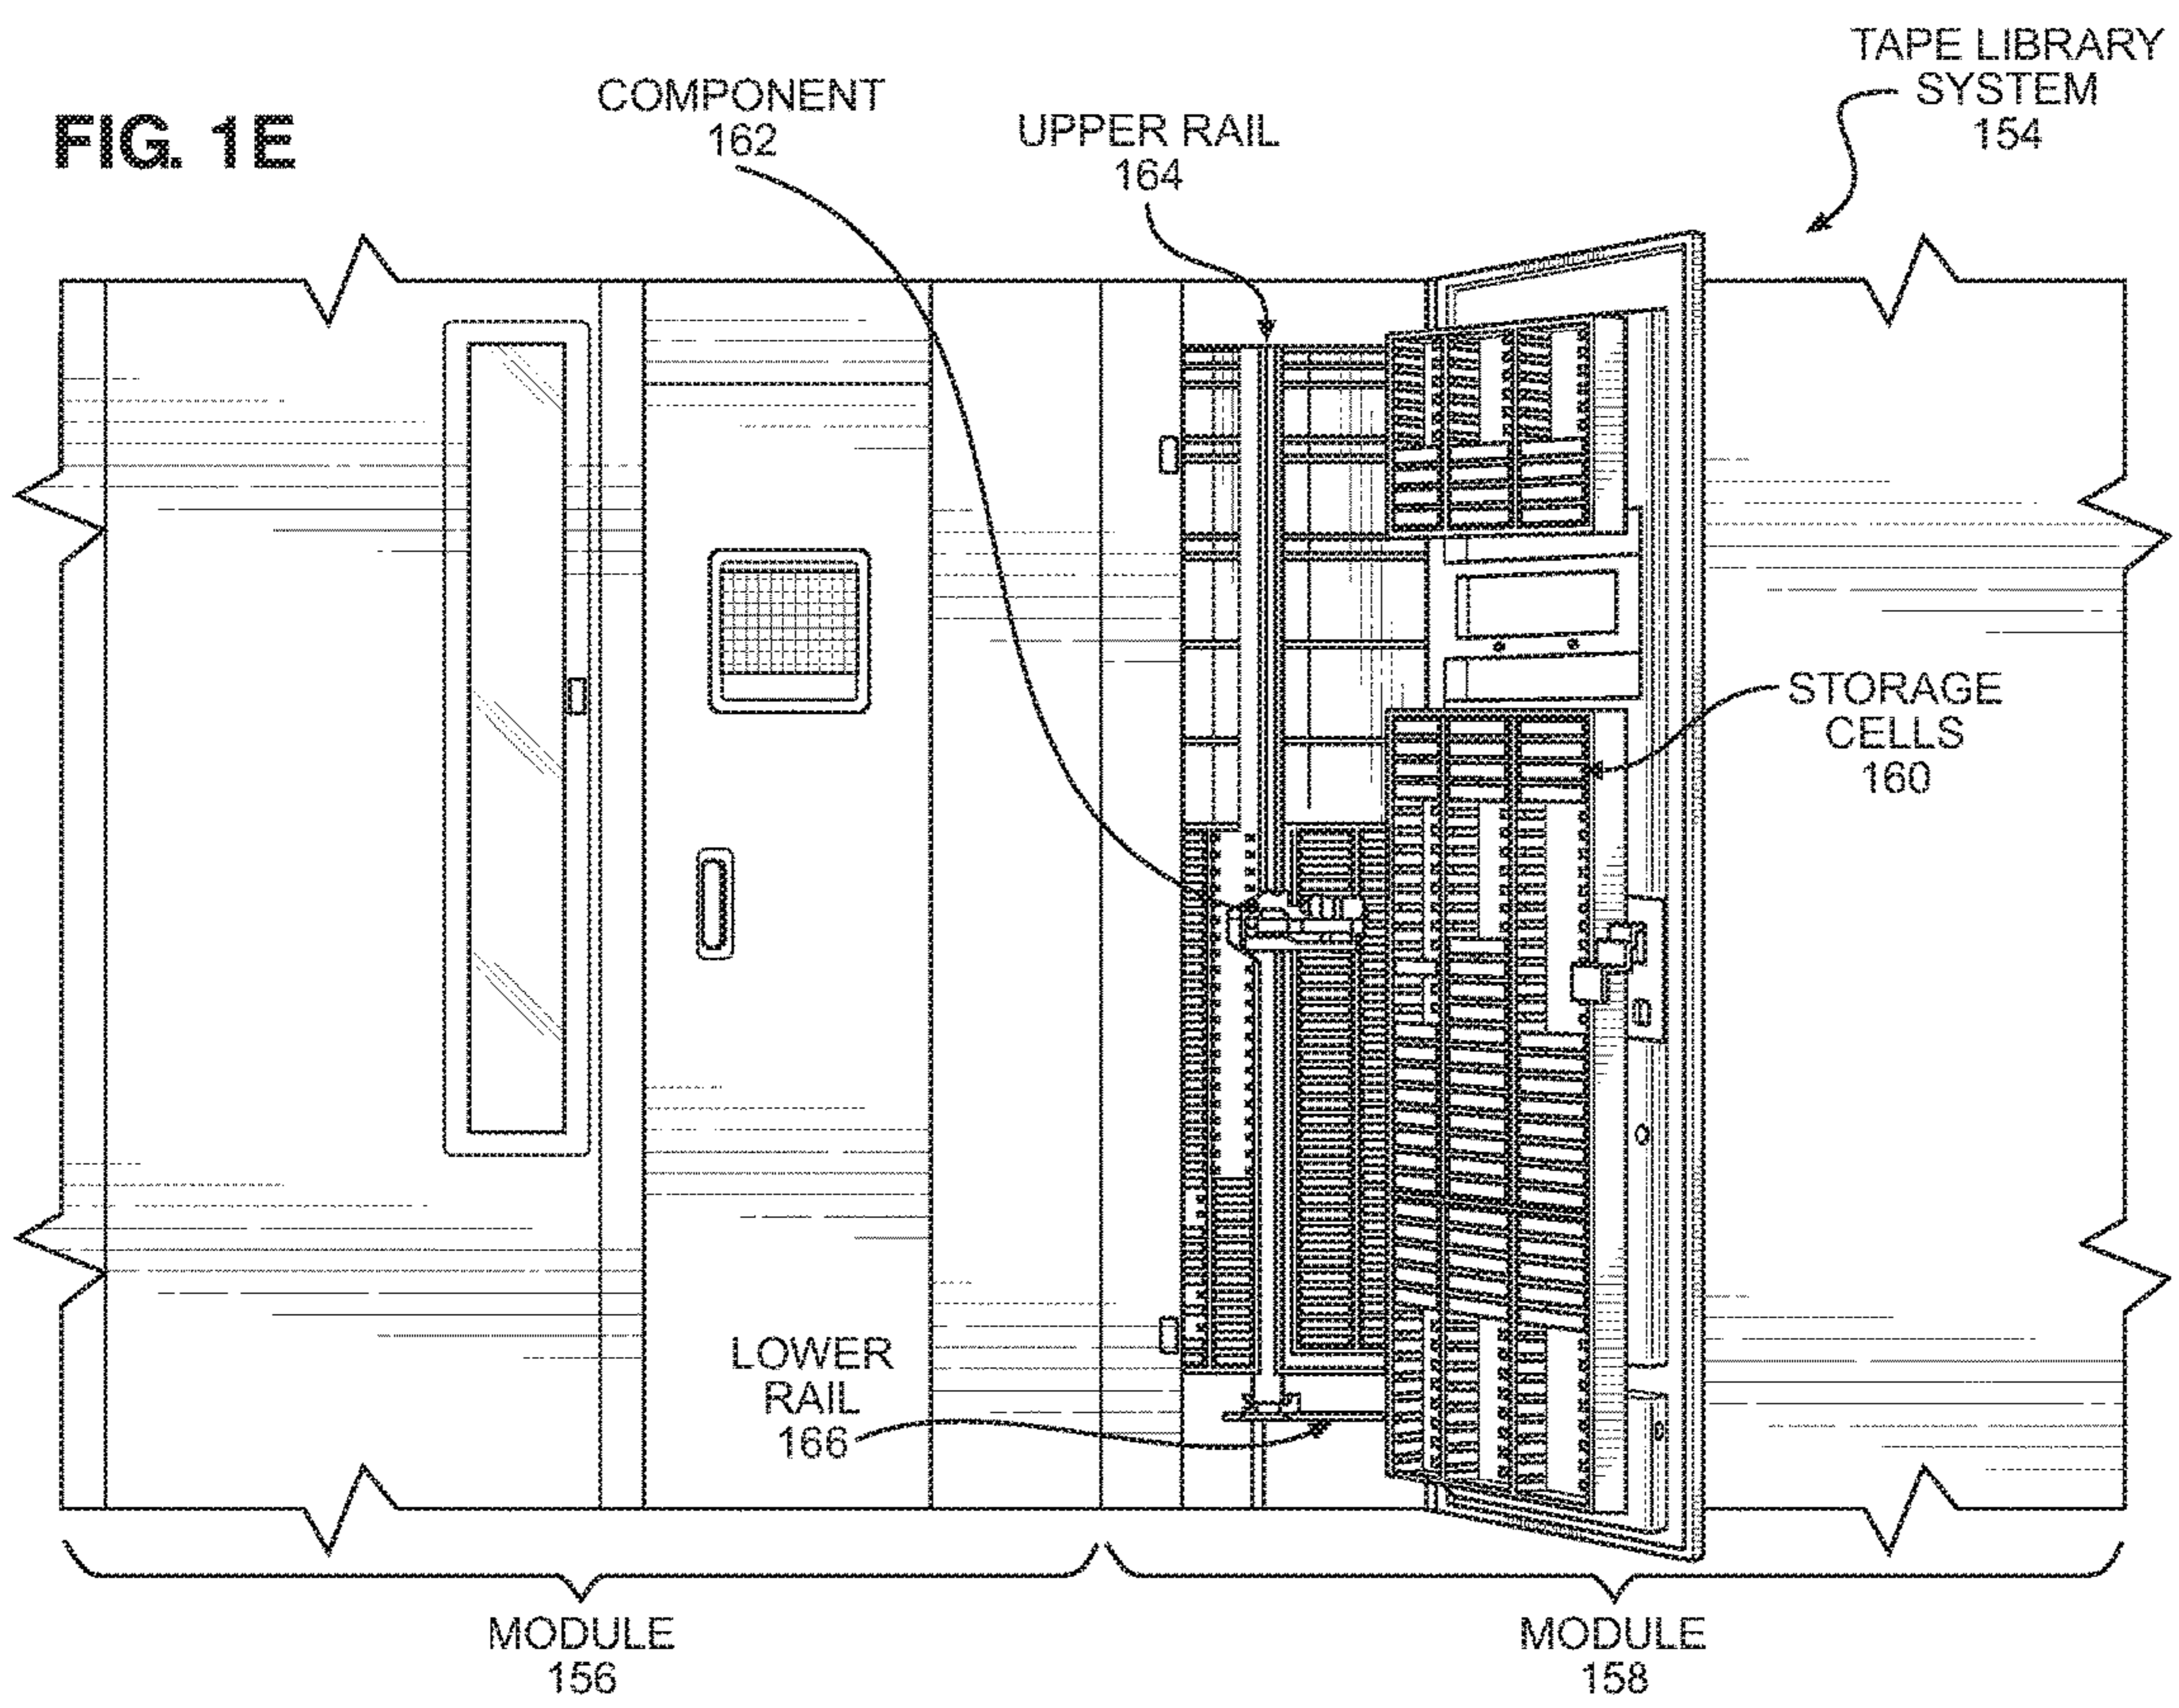 FIG. 1E
COMPONENT
162
UPPER RAIL
164
TAPE LIBRARY
SYSTEM
154
STORAGE
CELLS
160
LOWER
RAIL
166
MODULE
156
MODULE
158